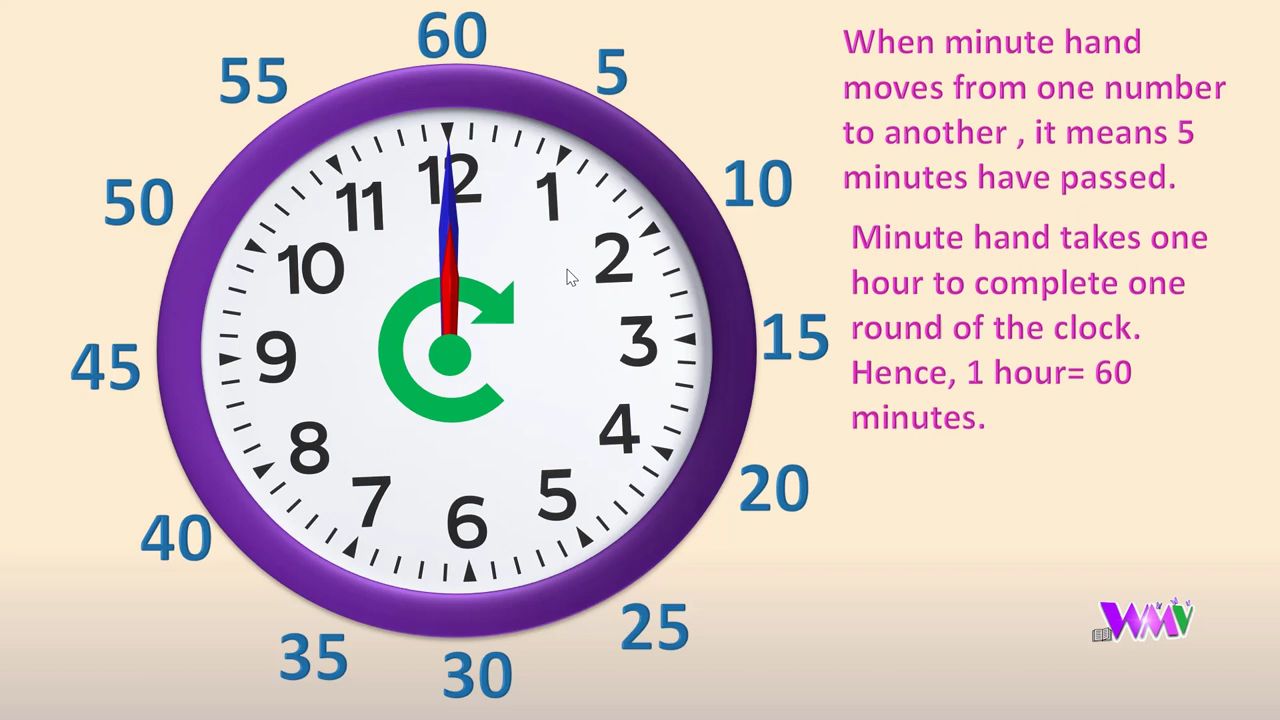 60
55
5
50
10
45
15
40
20
35
25
30
12
11
1
10
2
9
3
8
4
7
5
6
When minute hand
moves from one number
to another , it means 5
minutes have passed.
Minute hand takes one
hour to complete one
round of the clock.
Hence, 1 hour= 60
minutes.
WMV